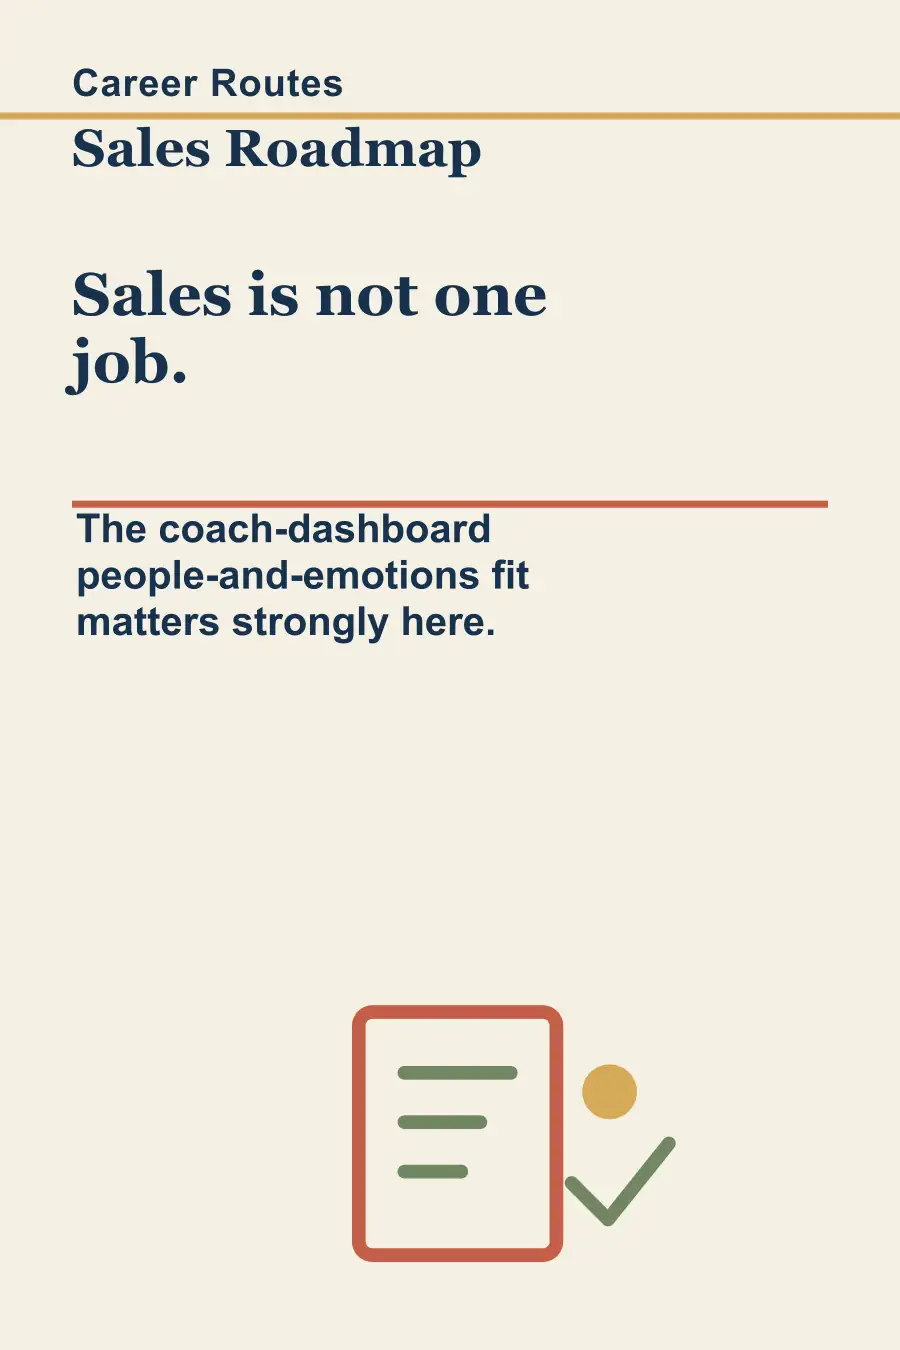 Career Routes
Sales Roadmap
Sales is not one
job.
The coach-dashboard
people-and-emotions fit
matters strongly here.